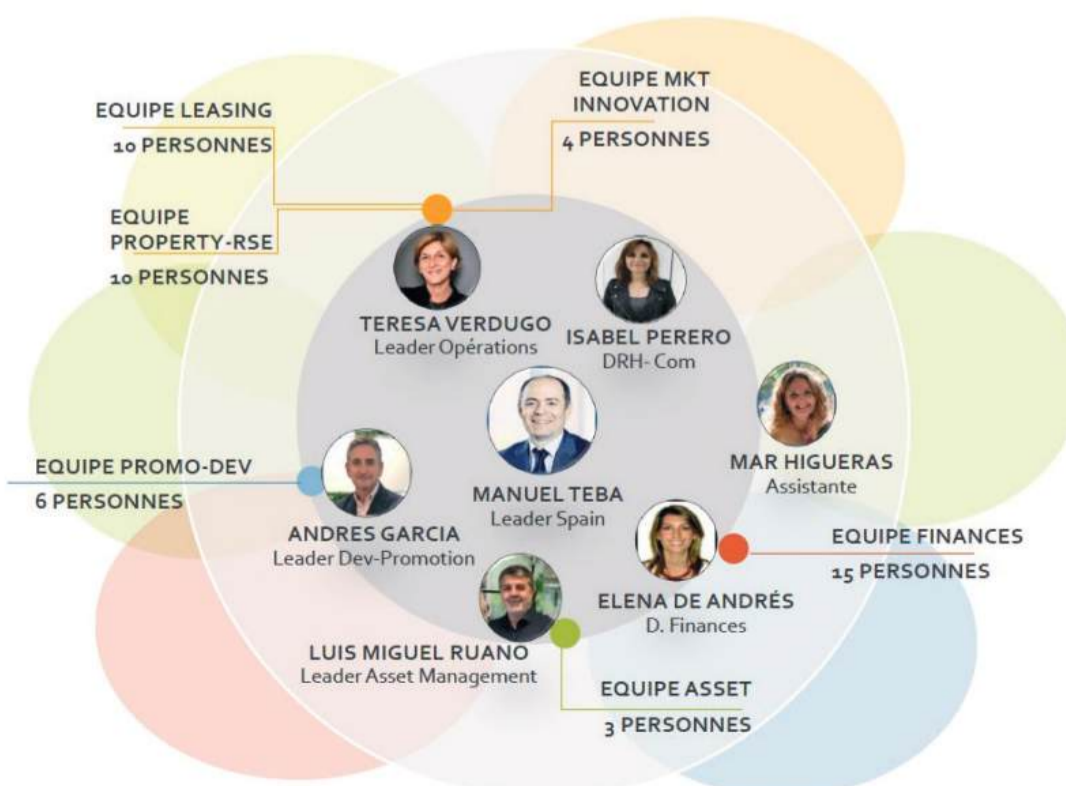 EQUIPE LEASING
10 PERSONNES
EQUIPE MKT
INNOVATION
4 PERSONNES
EQUIPE
PROPERTY-RSE
10 PERSONNES
TERESA VERDUGO
Leader Opérations
ISABEL PERERO
DRH- Com
MAR HIGUERAS
Assistante
EQUIPE PROMO-DEV
6 PERSONNES
MANUEL TEBA
Leader Spain
ANDRES GARCIA
Leader Dev-Promotion
EQUIPE FINANCES
15 PERSONNES
ELENA DE ANDRÉS
D. Finances
LUIS MIGUEL RUANO
Leader Asset Management
EQUIPE ASSET
3 PERSONNES